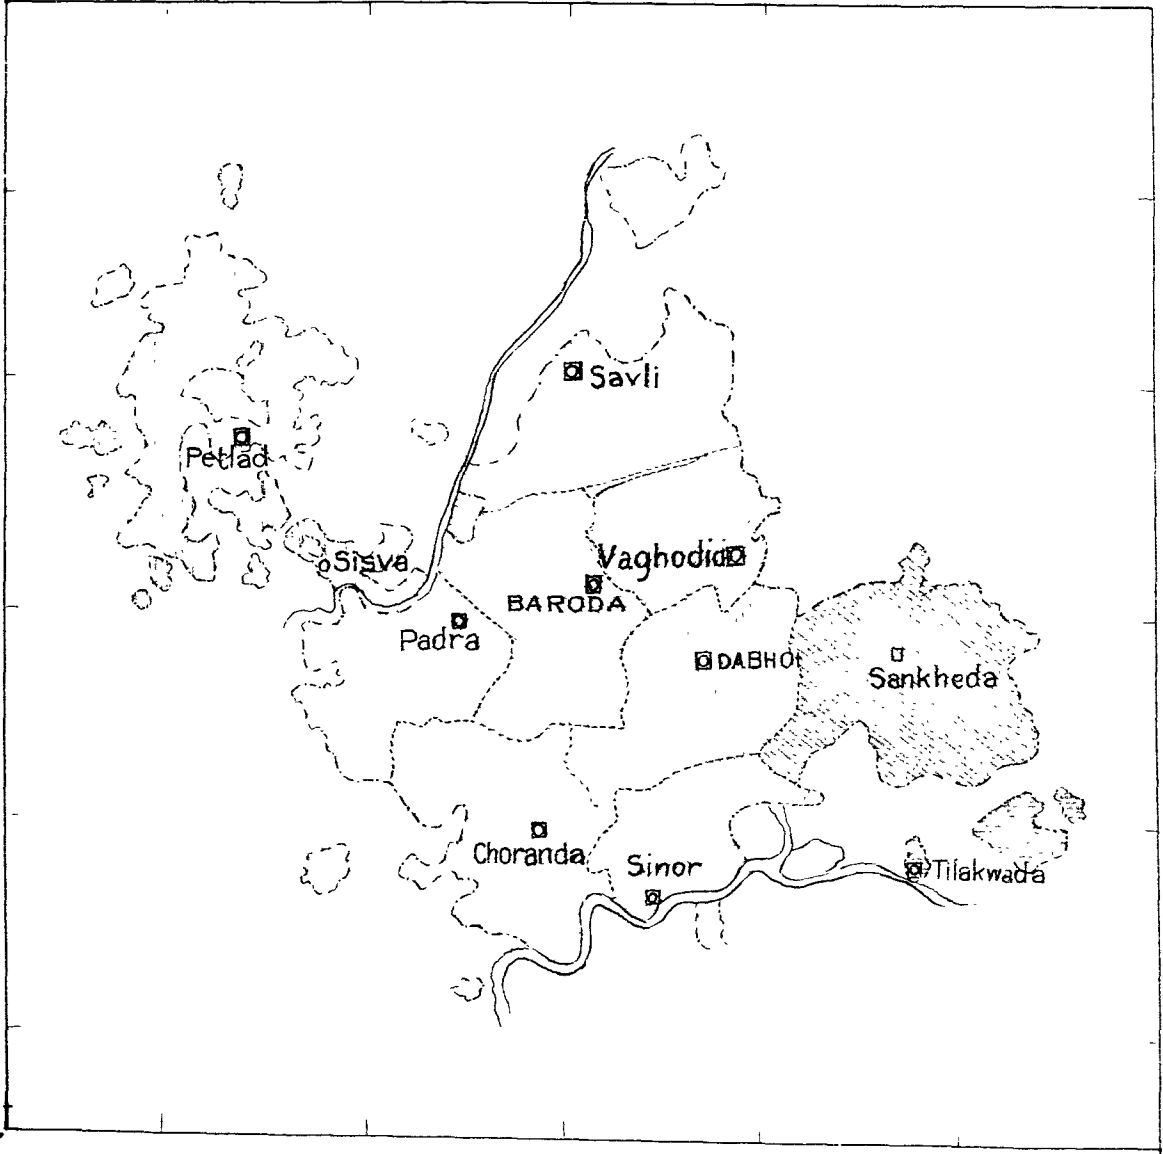 Savli
Petlad
Sisva
Vaghodia
BARODA
Padra
DABHOI
Sankheda
Choranda
Sinor
Tilakwada